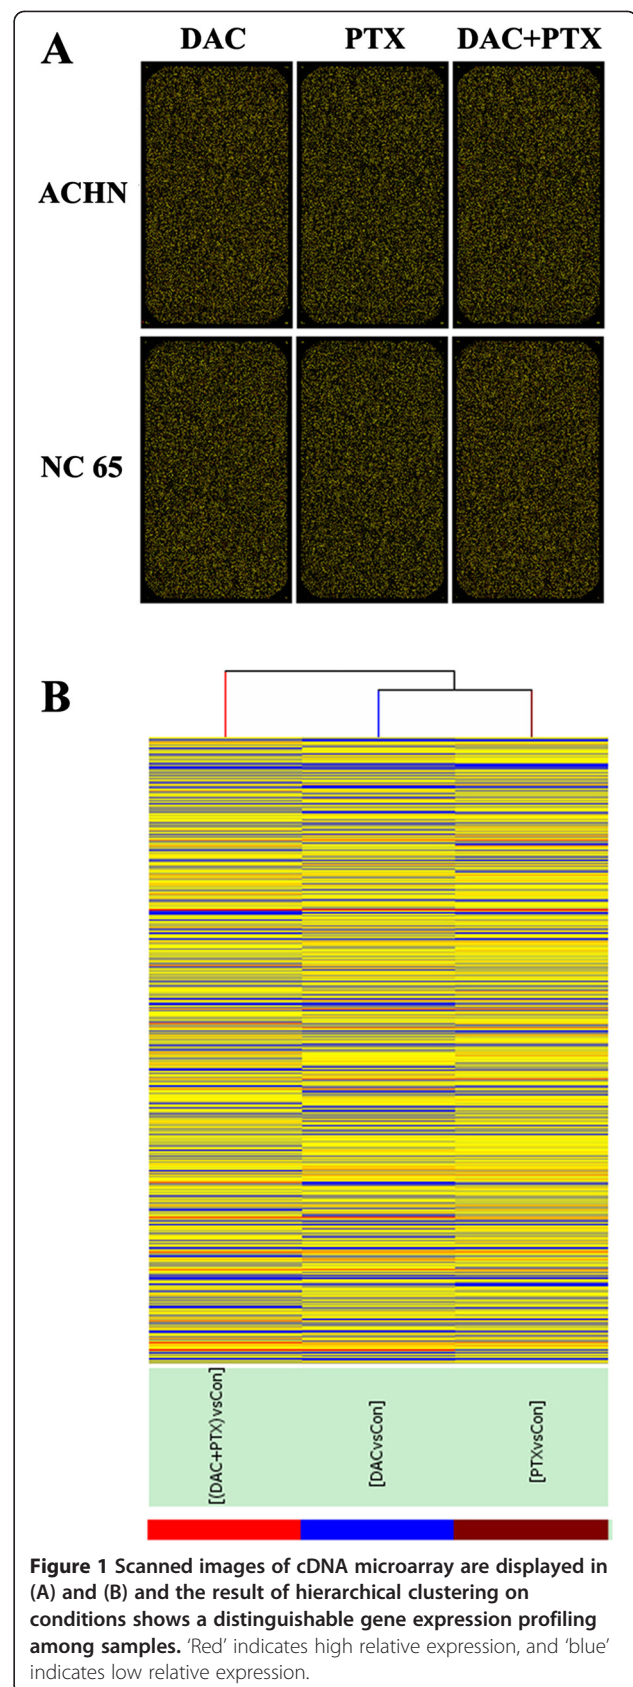 A
DAC PTX DAC+PTX
ACHN
NC 65
B
[(DAC+PTX)vsCon]
[DACvsCon]
[PTXvsCon]
Figure 1 Scanned images of cDNA microarray are displayed in
(A) and (B) and the result of hierarchical clustering on
conditions shows a distinguishable gene expression profiling
among samples. ‘Red’ indicates high relative expression, and ‘blue’
indicates low relative expression.